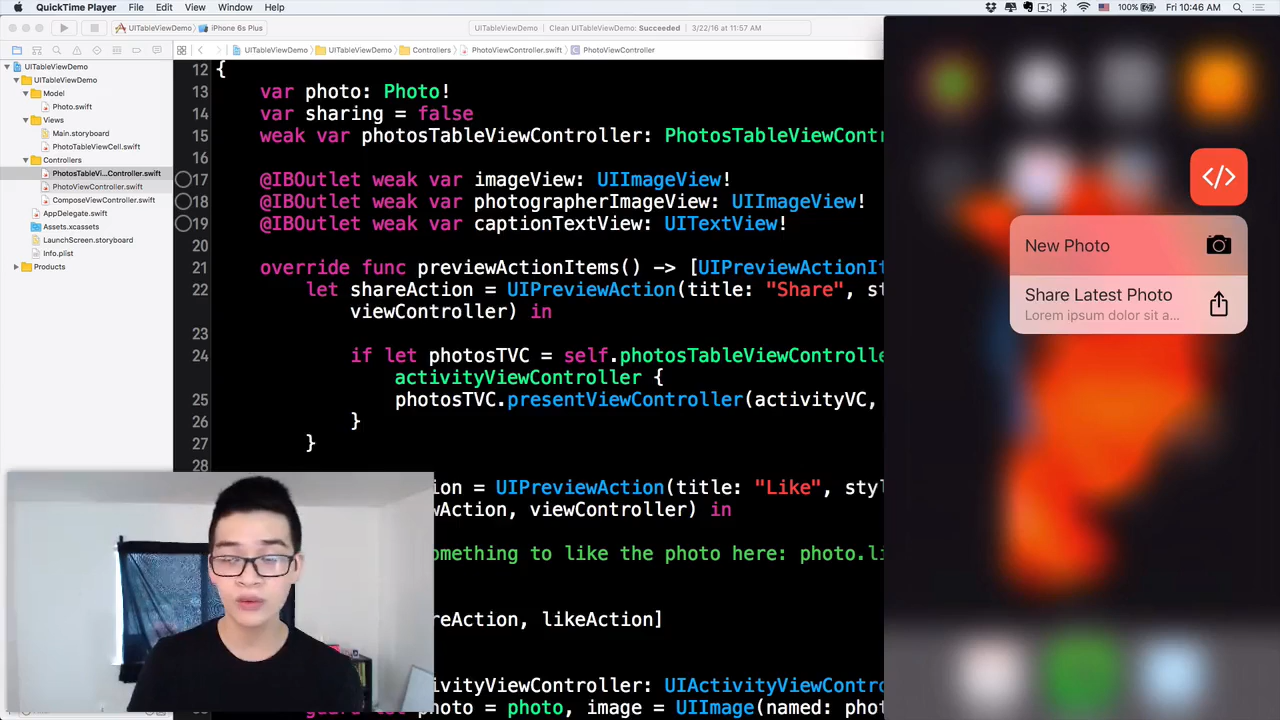 QuickTime Player File Edit View Window Help
100% Fri 10:46 AM
UITableViewDemo iPhone 6s Plus
UITableViewDemo Clean UITableViewDemo: Succeeded 3/22/16 at 11:57 AM
UITableViewDemo UITableViewDemo Controllers PhotoViewController.swift PhotoViewController
UITableViewDemo
UITableViewDemo
Model
Photo.swift
Views
Main.storyboard
PhotoTableViewCell.swift
Controllers
PhotosTableVi...Controller.swift
PhotoViewController.swift
ComposeViewController.swift
AppDelegate.swift
Assets.xcassets
LaunchScreen.storyboard
Info.plist
Products
12 {
13 var photo: Photo!
14 var sharing = false
15 weak var photosTableViewController: PhotosTableViewContr
16
17 @IBOutlet weak var imageView: UIImageView!
18 @IBOutlet weak var photographerImageView: UIImageView!
19 @IBOutlet weak var captionTextView: UITextView!
20
21 override func previewActionItems() -> [UIPreviewActionIt
22 let shareAction = UIPreviewAction(title: "Share", st
viewController) in
23
24 if let photosTVC = self.photosTableViewControlle
activityViewController {
25 photosTVC.presentViewController(activityVC,
26 }
27 }
28
on = UIPreviewAction(title: "Like", sty
wAction, viewController) in
omething to like the photo here: photo.li
reAction, likeAction]
ivityViewController: UIActivityViewContro
guard let photo = photo, image = UIImage(named: phot
</>
New Photo
Share Latest Photo
Lorem ipsum dolor sit a...